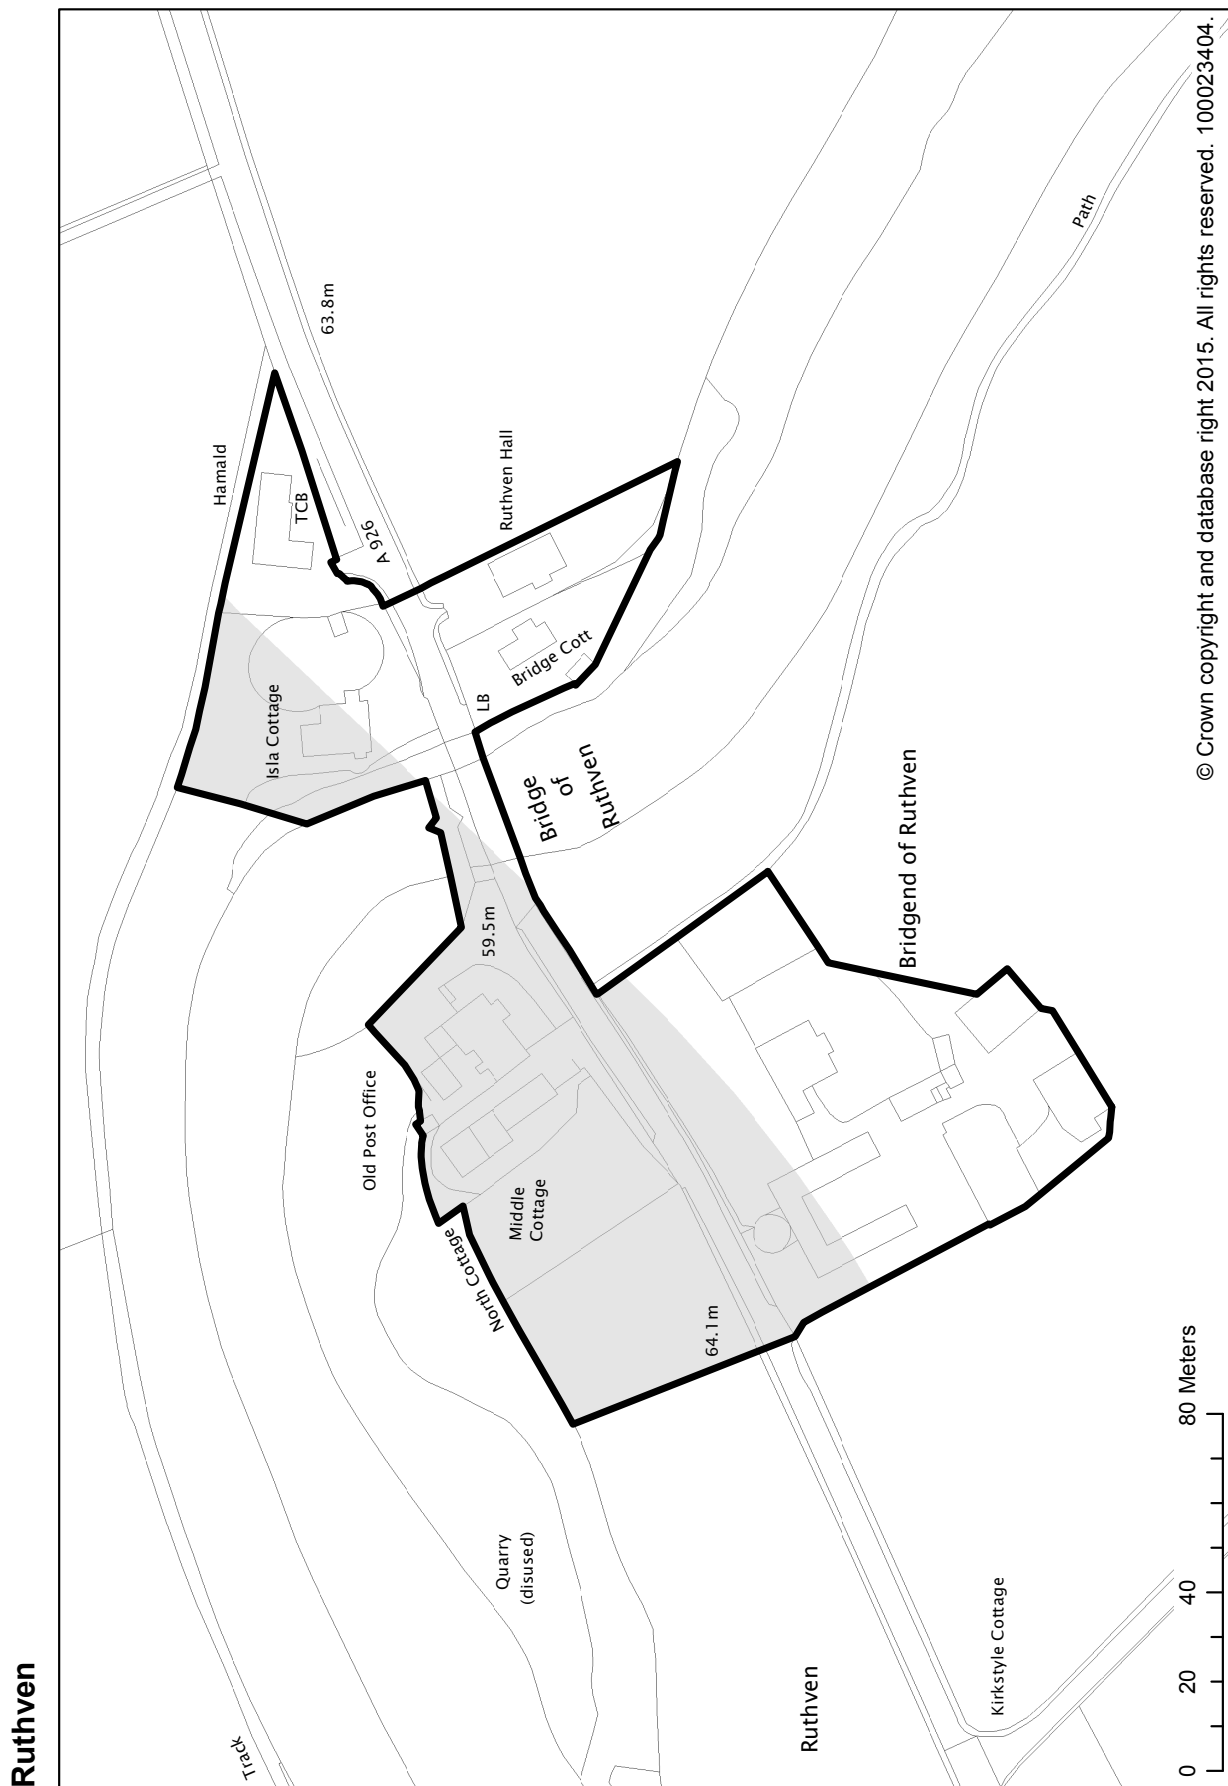 Ruthven
Track
Quarry
(disused)
Ruthven
Kirkstyle Cottage
North Cottage
Middle
Cottage
Old Post Office
64.1m
59.5m
Isla Cottage
Hamald
TCB
A 926
63.8m
Ruthven Hall
Bridge Cott
LB
Bridge
of
Ruthven
Bridgend of Ruthven
Path
0 20 40 80 Meters
© Crown copyright and database right 2015. All rights reserved. 100023404.